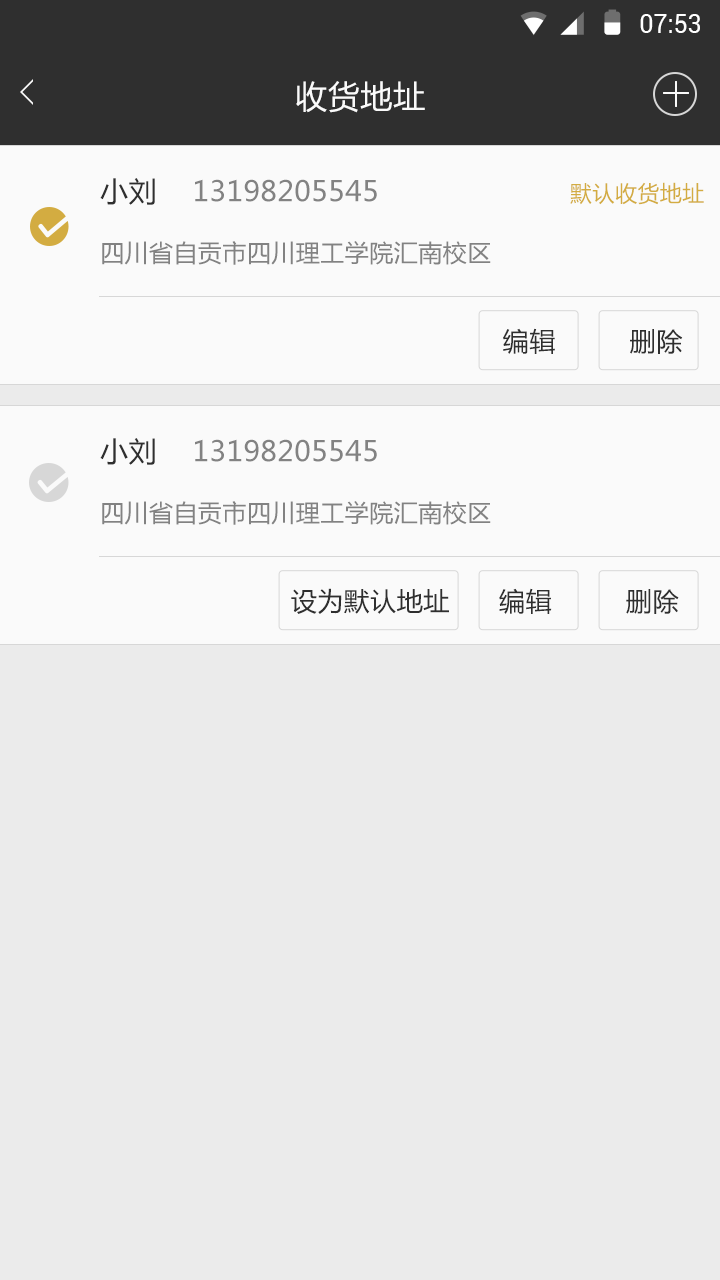 07:53
收货地址
小刘 13198205545 默认收货地址
四川省自贡市四川理工学院汇南校区
编辑 删除
小刘 13198205545
四川省自贡市四川理工学院汇南校区
设为默认地址 编辑 删除